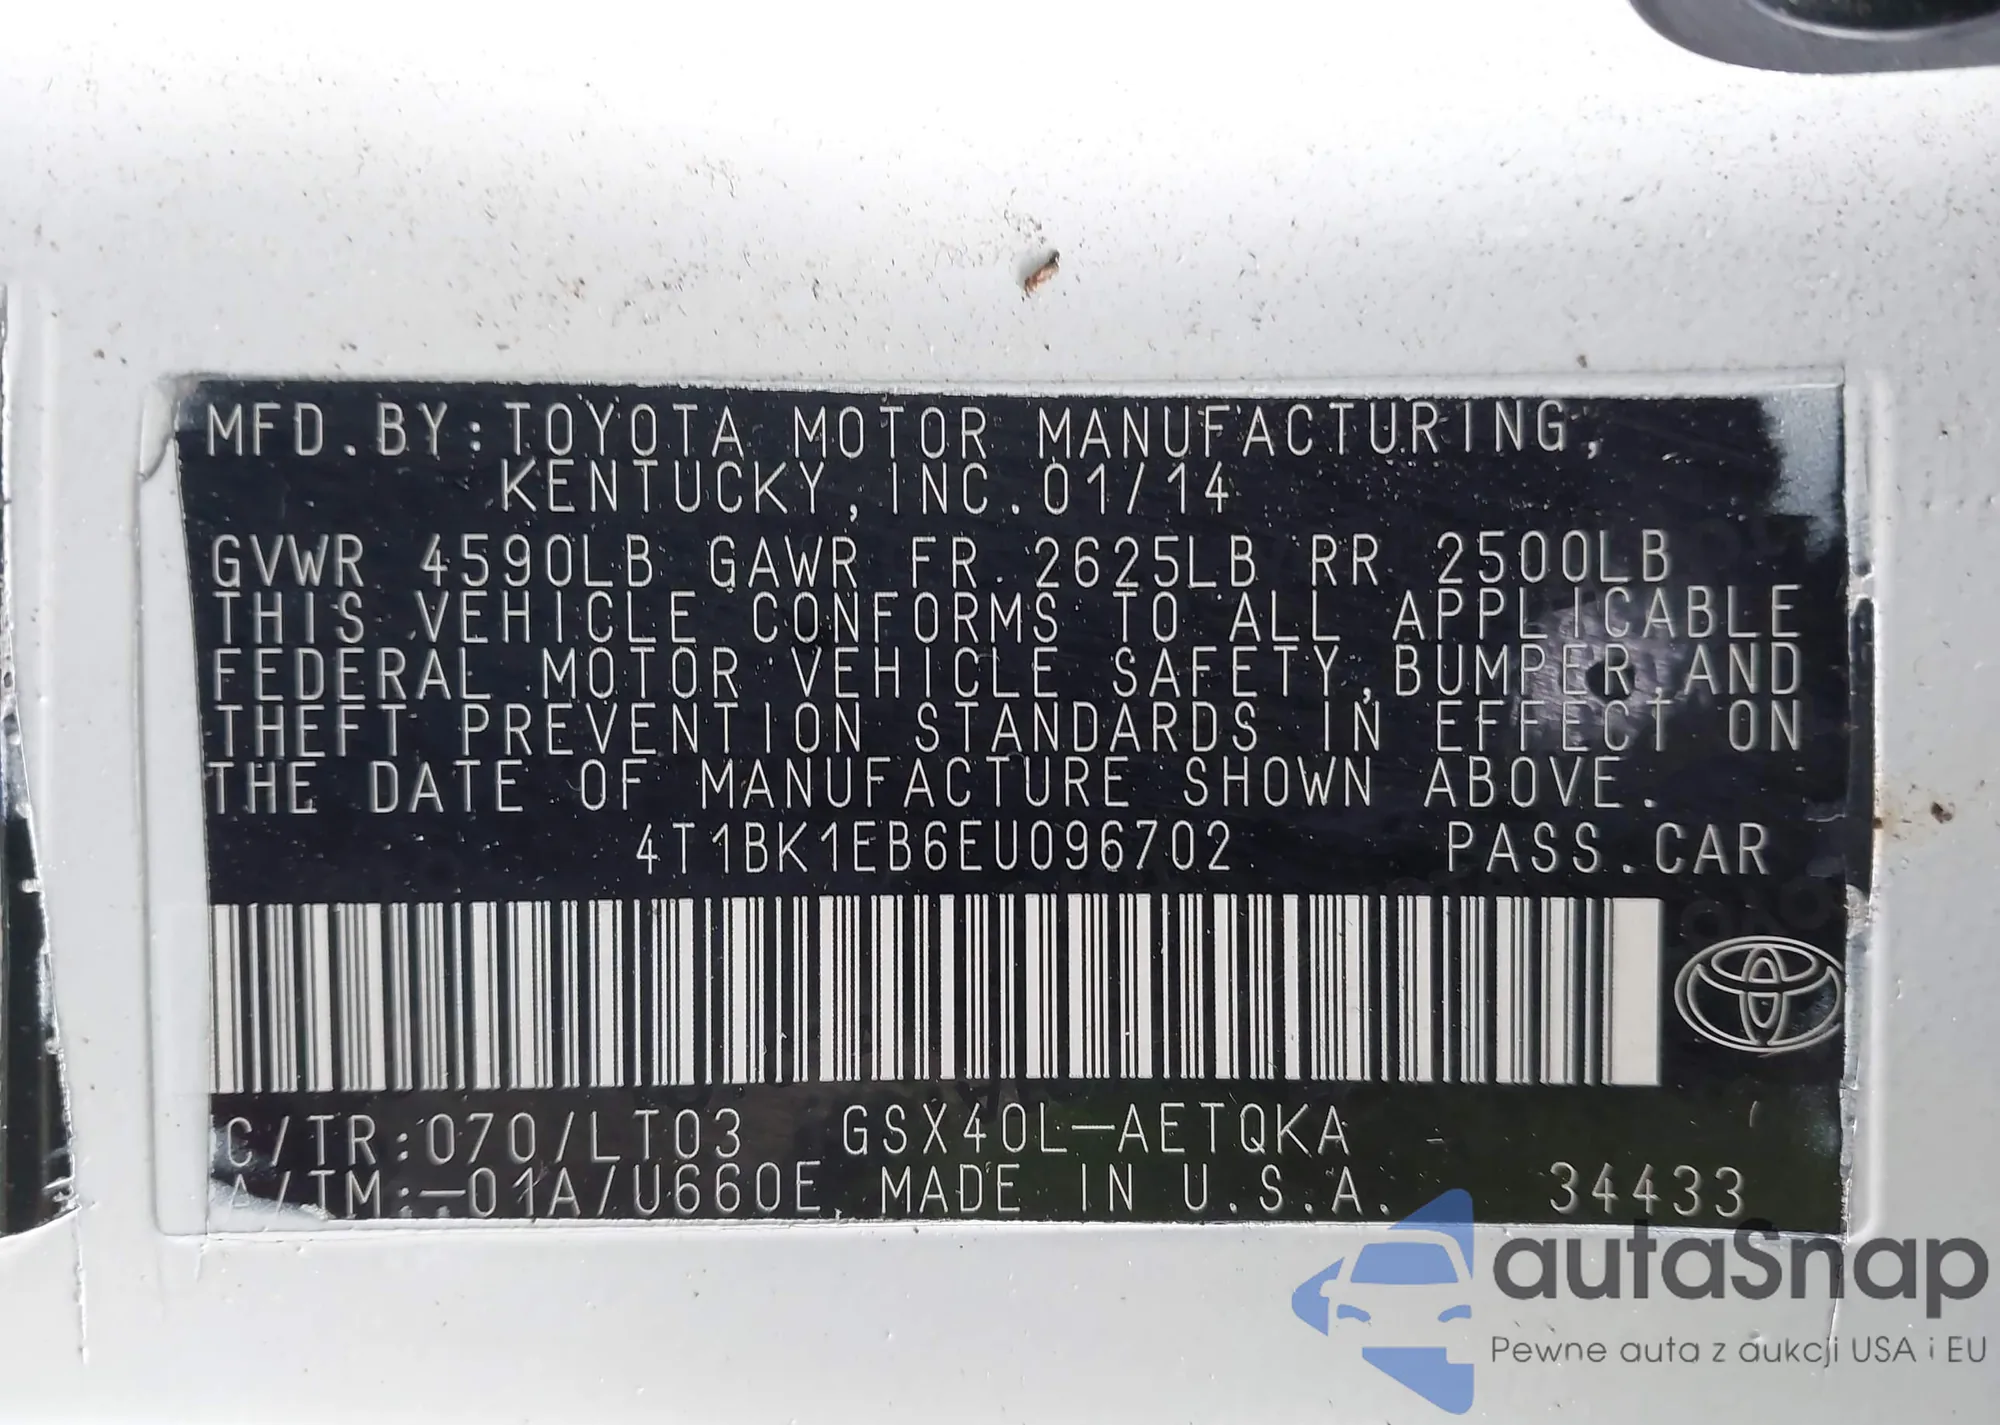 MFD.BY:TOYOTA MOTOR MANUFACTURING,
KENTUCKY,INC.01/14
GVWR 4590LB GAWR FR 2625LB RR 2500LB
THIS VEHICLE CONFORMS TO ALL APPLICABLE
FEDERAL MOTOR VEHICLE SAFETY,BUMPER,AND
THEFT PREVENTION STANDARDS IN EFFECT ON
THE DATE OF MANUFACTURE SHOWN ABOVE.
4T1BK1EB6EU096702 PASS.CAR
C/TR:070/LT03 GSX40L-AETQKA
A/TM:-01A/U660E MADE IN U.S.A. 34433
autaSnap
Pewne auta z aukcji USA i EU